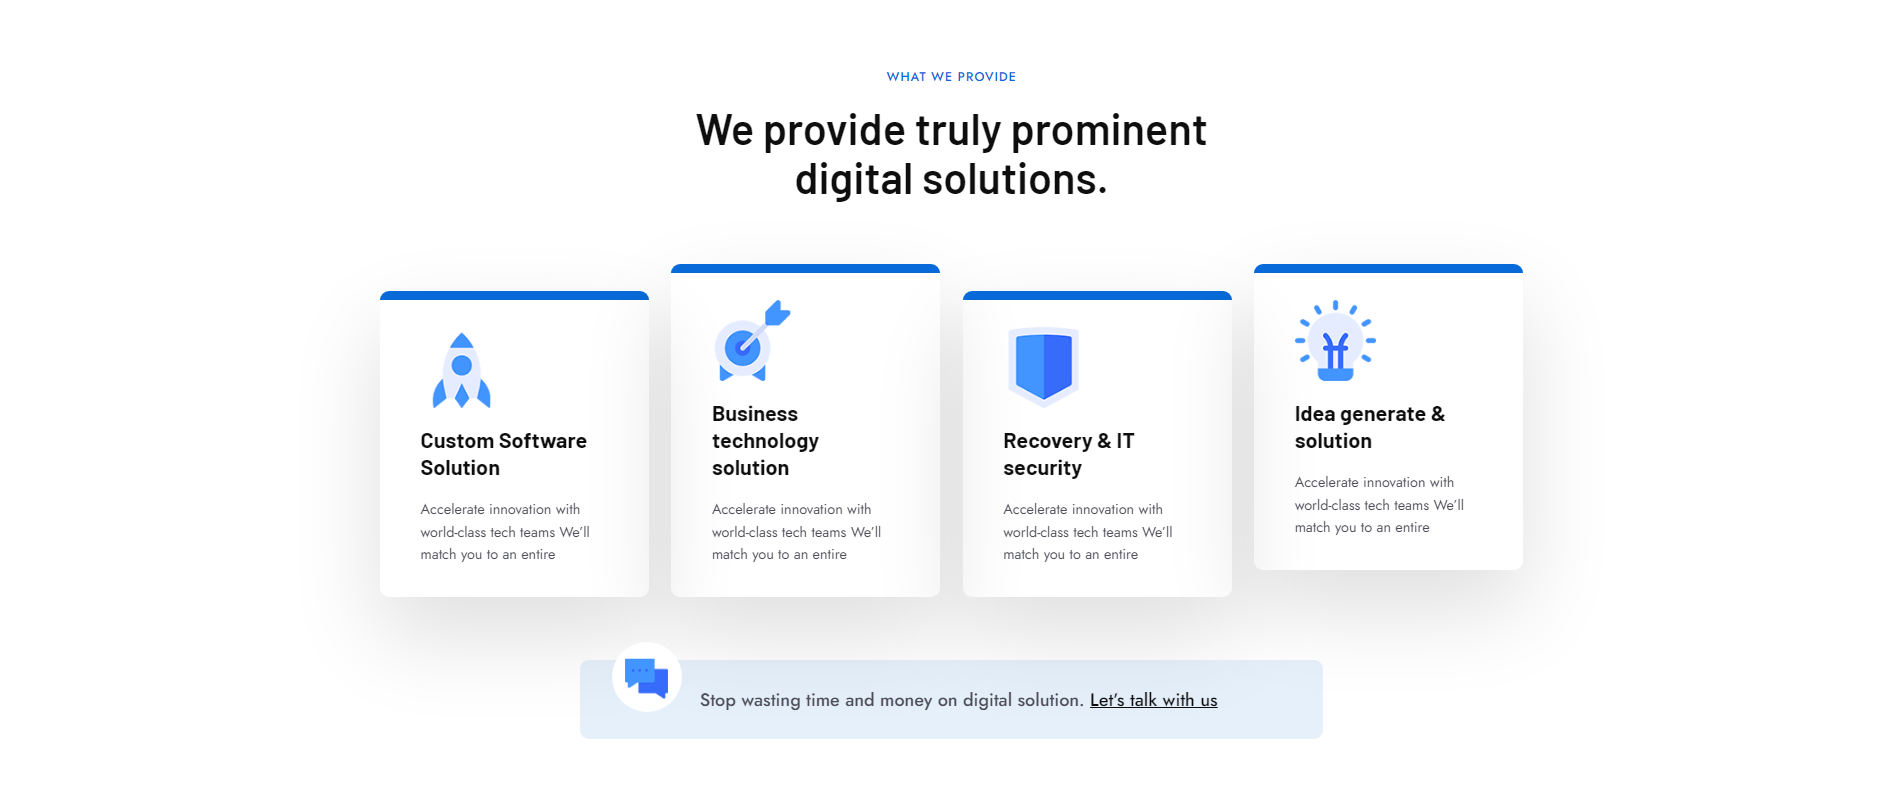 WHAT WE PROVIDE
We provide truly prominent
digital solutions.
Custom Software
Solution
Accelerate innovation with
world-class tech teams We’ll
match you to an entire
Business
technology
solution
Accelerate innovation with
world-class tech teams We’ll
match you to an entire
Recovery & IT
security
Accelerate innovation with
world-class tech teams We’ll
match you to an entire
Idea generate &
solution
Accelerate innovation with
world-class tech teams We’ll
match you to an entire
Stop wasting time and money on digital solution. Let’s talk with us